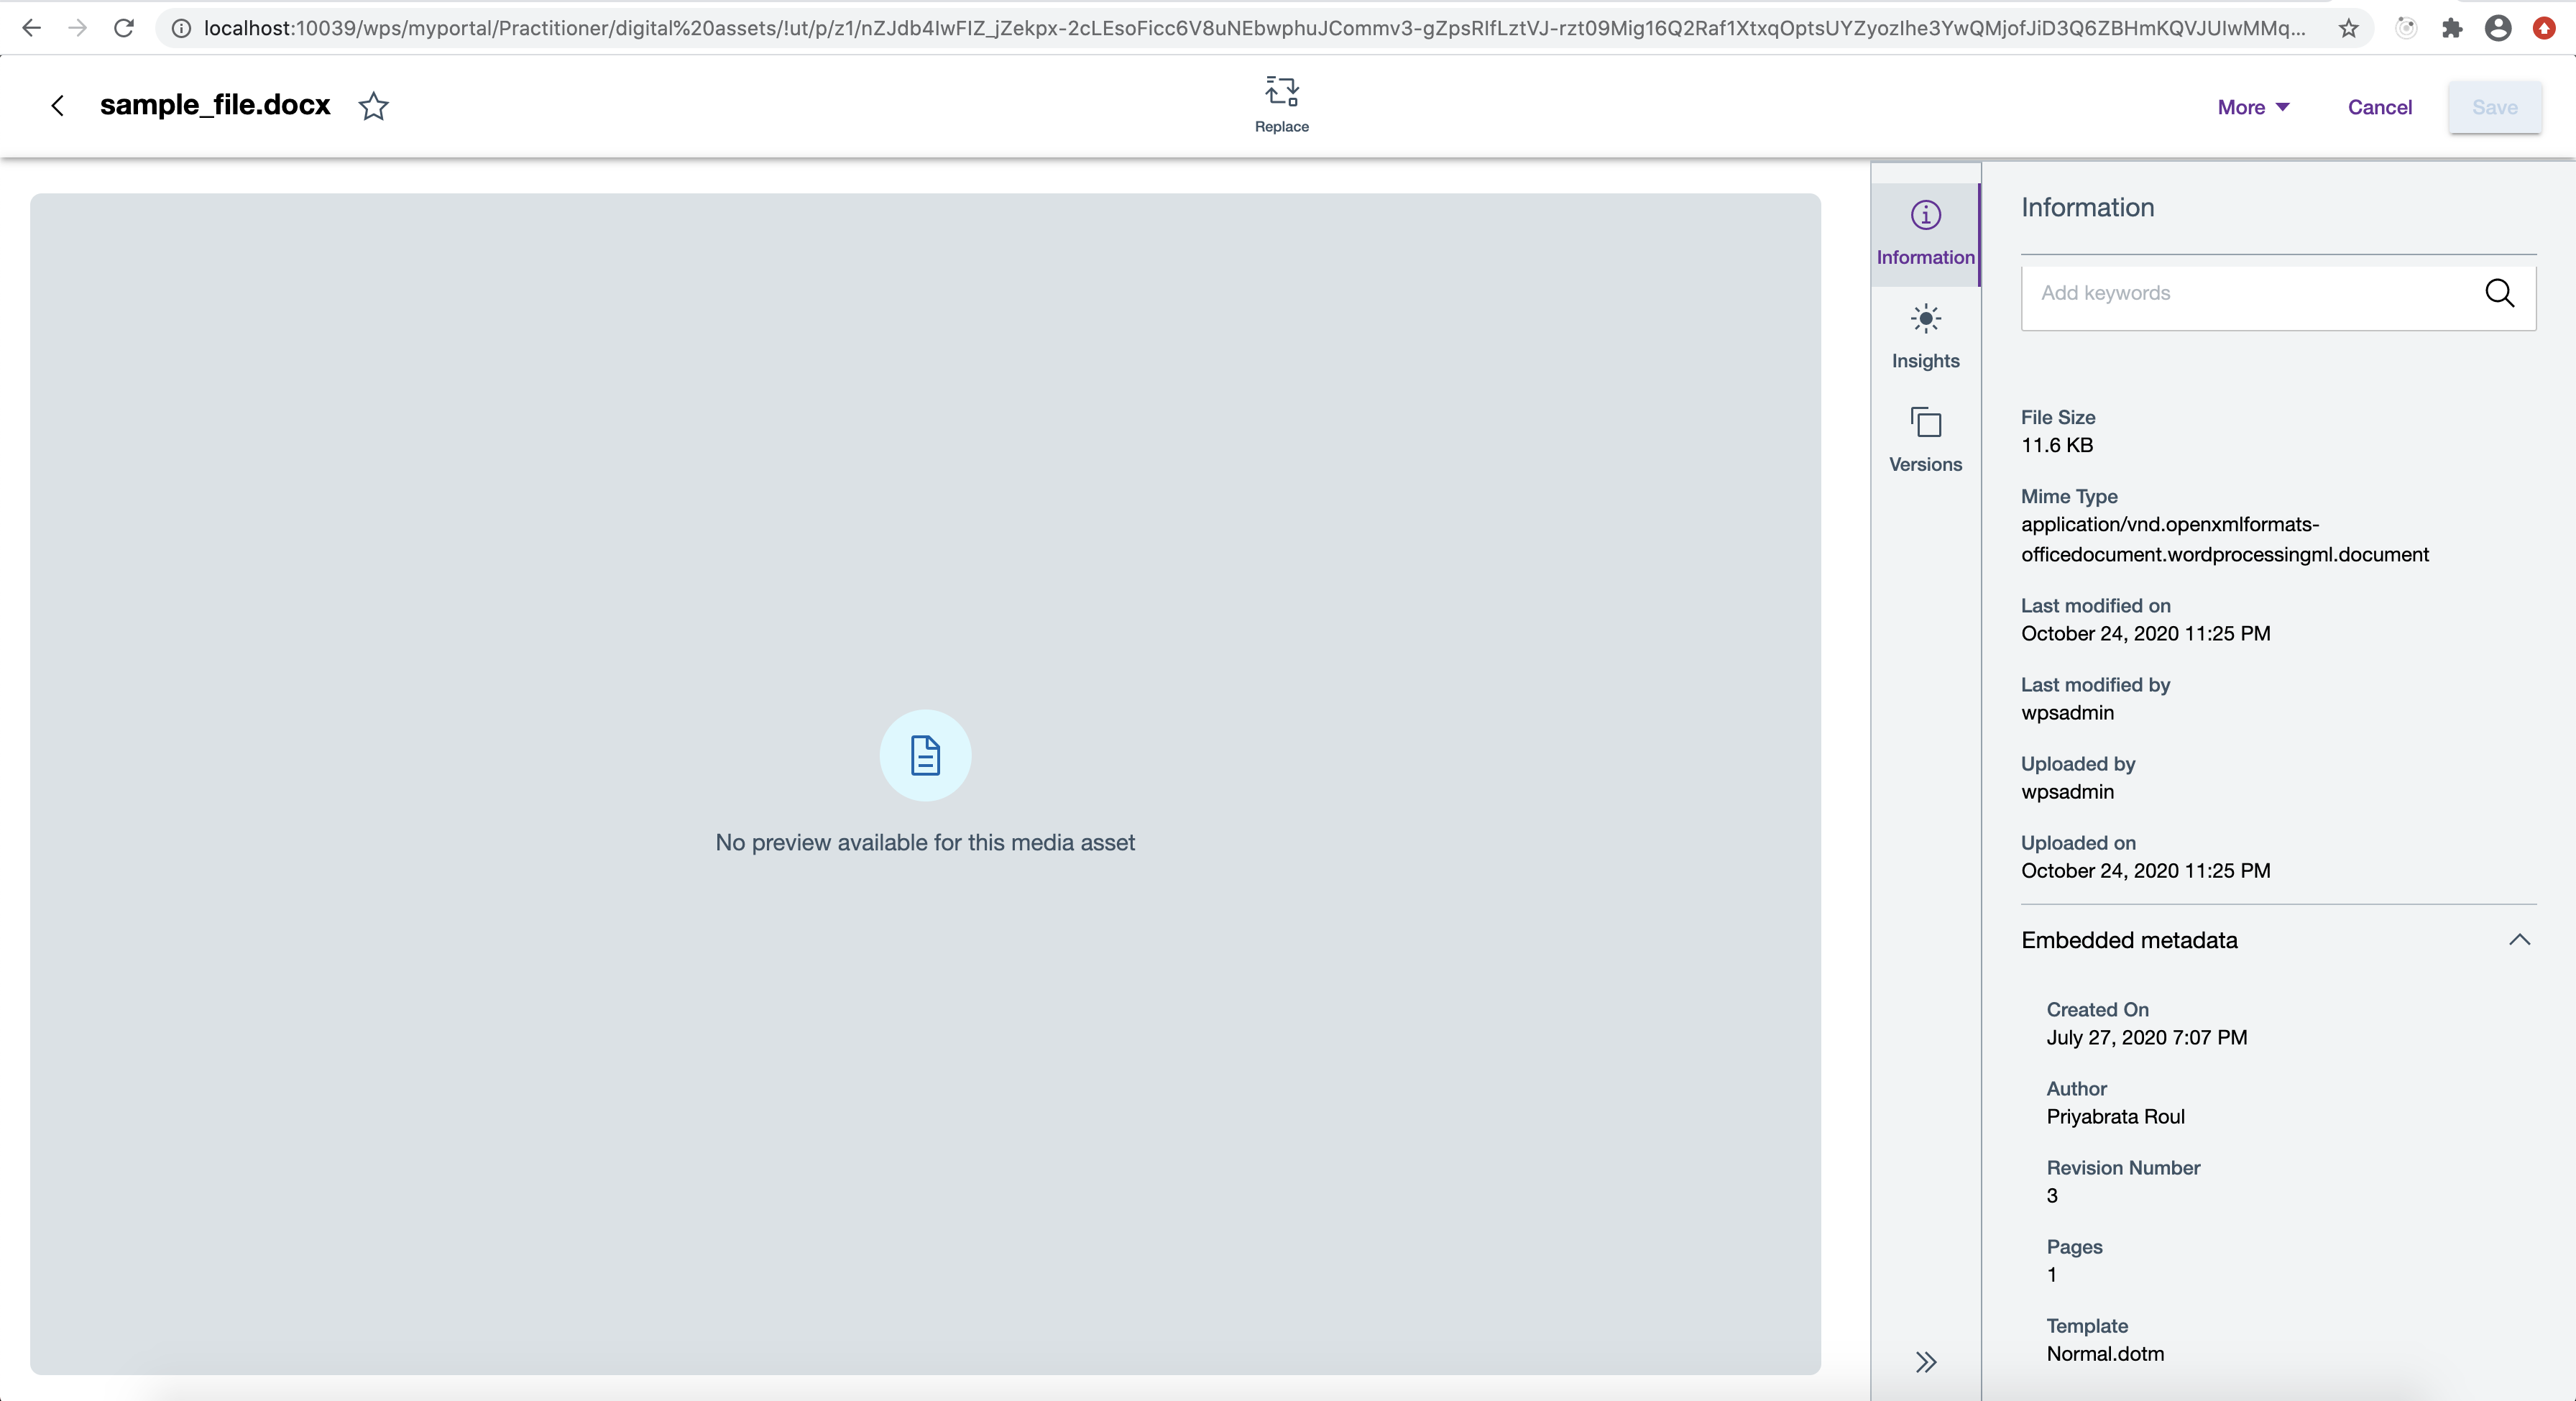 localhost:10039/wps/myportal/Practitioner/digital%20assets/!ut/p/z1/nZJdb4IwFIZ_jZekpx-2cLEsoFicc6V8uNEbwphuJCommv3-gZpsRIfLztVJ-rzt09Mig16Q2Raf1XtxqOptsUYZyozIhe3YwQMjofJiD3Q6ZBHmKQVJUIwMMq...
sample_file.docx
Replace
More
Cancel
Save
Information
Insights
Versions
Information
Add keywords
File Size
11.6 KB
Mime Type
application/vnd.openxmlformats-
officedocument.wordprocessingml.document
Last modified on
October 24, 2020 11:25 PM
Last modified by
wpsadmin
Uploaded by
wpsadmin
Uploaded on
October 24, 2020 11:25 PM
Embedded metadata
Created On
July 27, 2020 7:07 PM
Author
Priyabrata Roul
Revision Number
3
Pages
1
Template
Normal.dotm
No preview available for this media asset